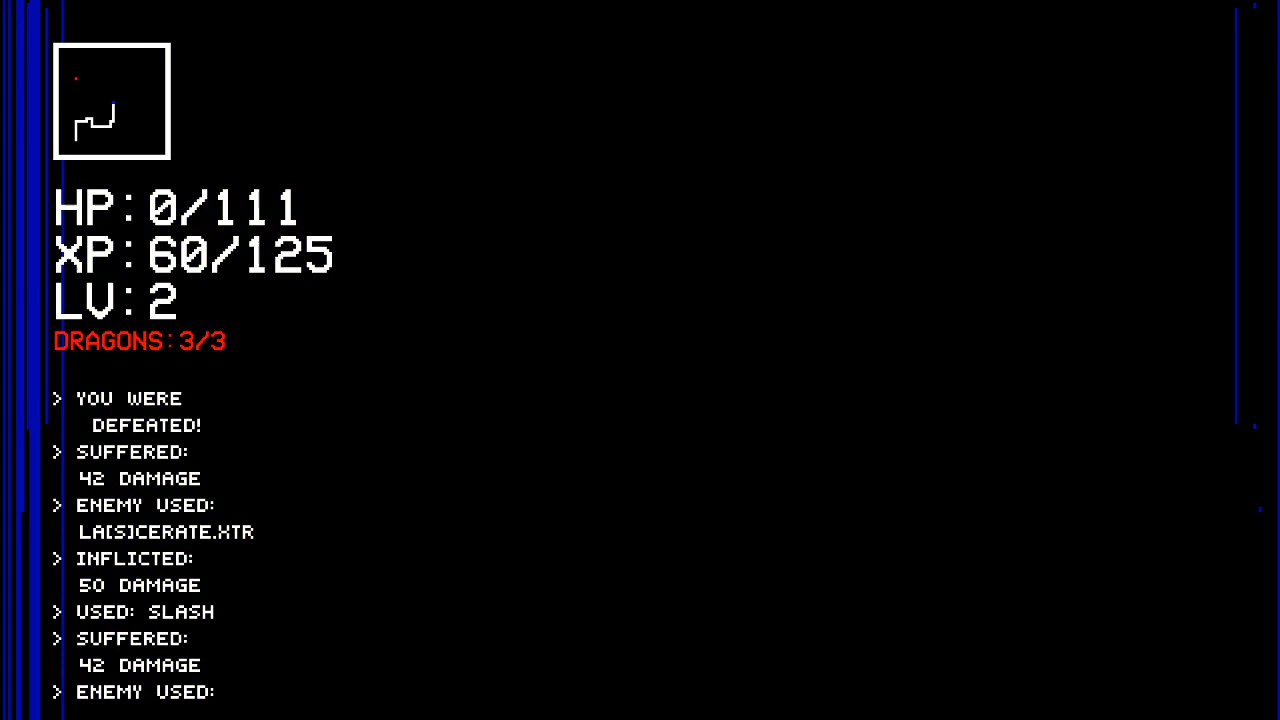 HP:0/111
XP:60/125
LV:2
DRAGONS:3/3
> YOU WERE
DEFEATED!
> SUFFERED:
42 DAMAGE
> ENEMY USED:
LA[S]CERATE.XTR
> INFLICTED:
50 DAMAGE
> USED: SLASH
> SUFFERED:
42 DAMAGE
> ENEMY USED: